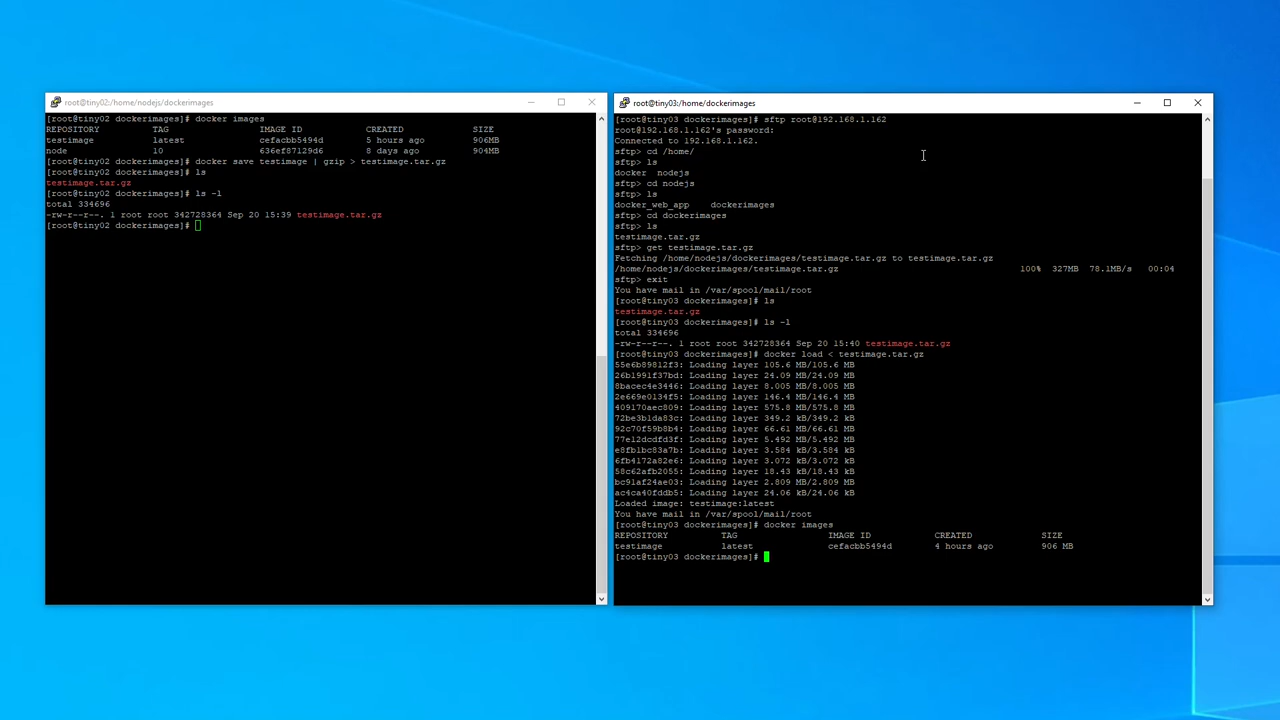 root@tiny02:/home/nodejs/dockerimages
[root@tiny02 dockerimages]# docker images
REPOSITORY TAG IMAGE ID CREATED SIZE
testimage latest cefacbb5494d 5 hours ago 906MB
node 10 636ef87129d6 8 days ago 904MB
[root@tiny02 dockerimages]# docker save testimage | gzip > testimage.tar.gz
[root@tiny02 dockerimages]# ls
testimage.tar.gz
[root@tiny02 dockerimages]# ls -l
total 334696
-rw-r--r--. 1 root root 342728364 Sep 20 15:39 testimage.tar.gz
[root@tiny02 dockerimages]#
root@tiny03:/home/dockerimages
[root@tiny03 dockerimages]# sftp root@192.168.1.162
root@192.168.1.162's password:
Connected to 192.168.1.162.
sftp> cd /home/
sftp> ls
docker nodejs
sftp> cd nodejs
sftp> ls
docker_web_app dockerimages
sftp> cd dockerimages
sftp> ls
testimage.tar.gz
sftp> get testimage.tar.gz
Fetching /home/nodejs/dockerimages/testimage.tar.gz to testimage.tar.gz
/home/nodejs/dockerimages/testimage.tar.gz 100% 327MB 78.1MB/s 00:04
sftp> exit
You have mail in /var/spool/mail/root
[root@tiny03 dockerimages]# ls
testimage.tar.gz
[root@tiny03 dockerimages]# ls -l
total 334696
-rw-r--r--. 1 root root 342728364 Sep 20 15:40 testimage.tar.gz
[root@tiny03 dockerimages]# docker load < testimage.tar.gz
55e6b89812f3: Loading layer 105.6 MB/105.6 MB
26b1991f37bd: Loading layer 24.09 MB/24.09 MB
8bacec4e3446: Loading layer 8.005 MB/8.005 MB
2e669e0134f5: Loading layer 146.4 MB/146.4 MB
409170aec809: Loading layer 575.8 MB/575.8 MB
72be3b1da83c: Loading layer 349.2 kB/349.2 kB
92c70f59b8b4: Loading layer 66.61 MB/66.61 MB
77e12dcdfd3f: Loading layer 5.492 MB/5.492 MB
e8fb1bc83a7b: Loading layer 3.584 kB/3.584 kB
6fb4172a82e6: Loading layer 3.072 kB/3.072 kB
58c62afb2055: Loading layer 18.43 kB/18.43 kB
bc91af24ae03: Loading layer 2.809 MB/2.809 MB
ac4ca40fddb5: Loading layer 24.06 kB/24.06 kB
Loaded image: testimage:latest
You have mail in /var/spool/mail/root
[root@tiny03 dockerimages]# docker images
REPOSITORY TAG IMAGE ID CREATED SIZE
testimage latest cefacbb5494d 4 hours ago 906 MB
[root@tiny03 dockerimages]#